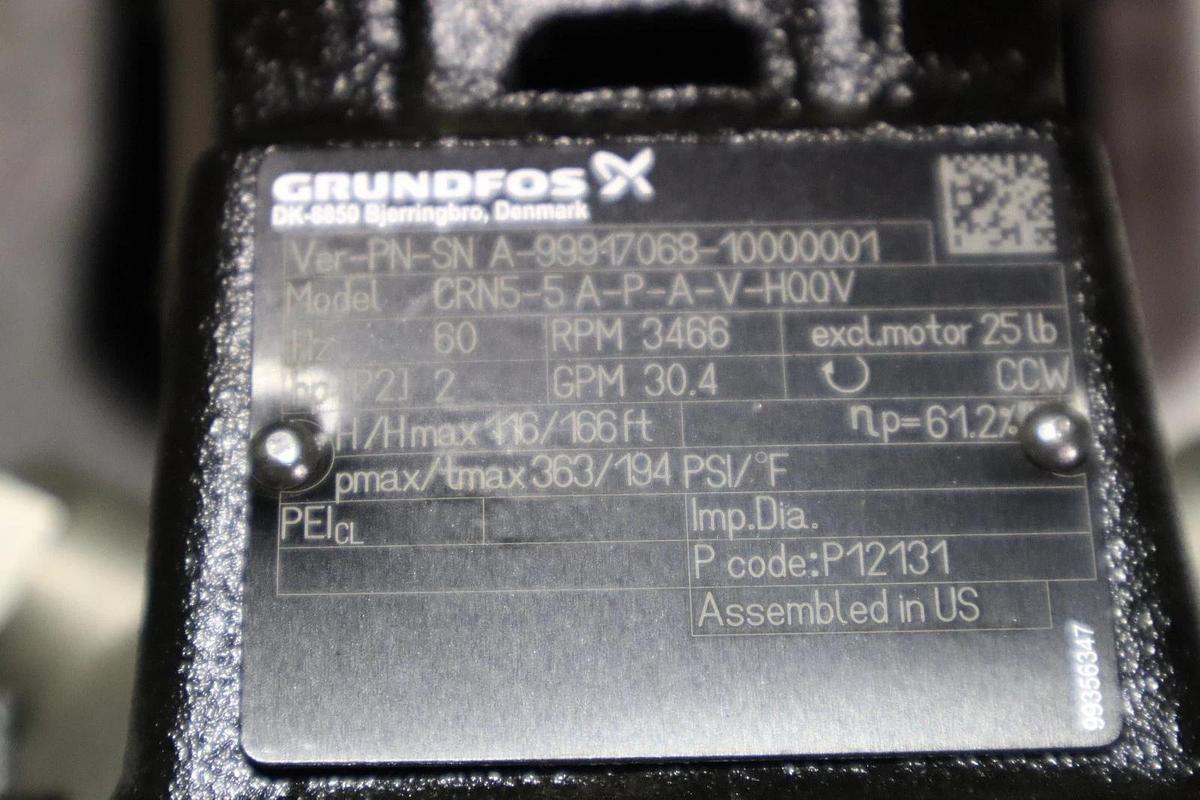 GRUNDFOS
DK-8850 Bjerringbro, Denmark
Ver-PN-SN A-99917068-10000001
Model CRN5-5 A-P-A-V-HQQV
Hz 60 RPM 3466 excl.motor 25 lb
hp[P2] 2 GPM 30.4 CCW
H/Hmax 116/166 ft ηp=61.2%
pmax/tmax 363/194 PSI/°F
PEICL Imp.Dia.
P code:P12131
Assembled in US
99356347